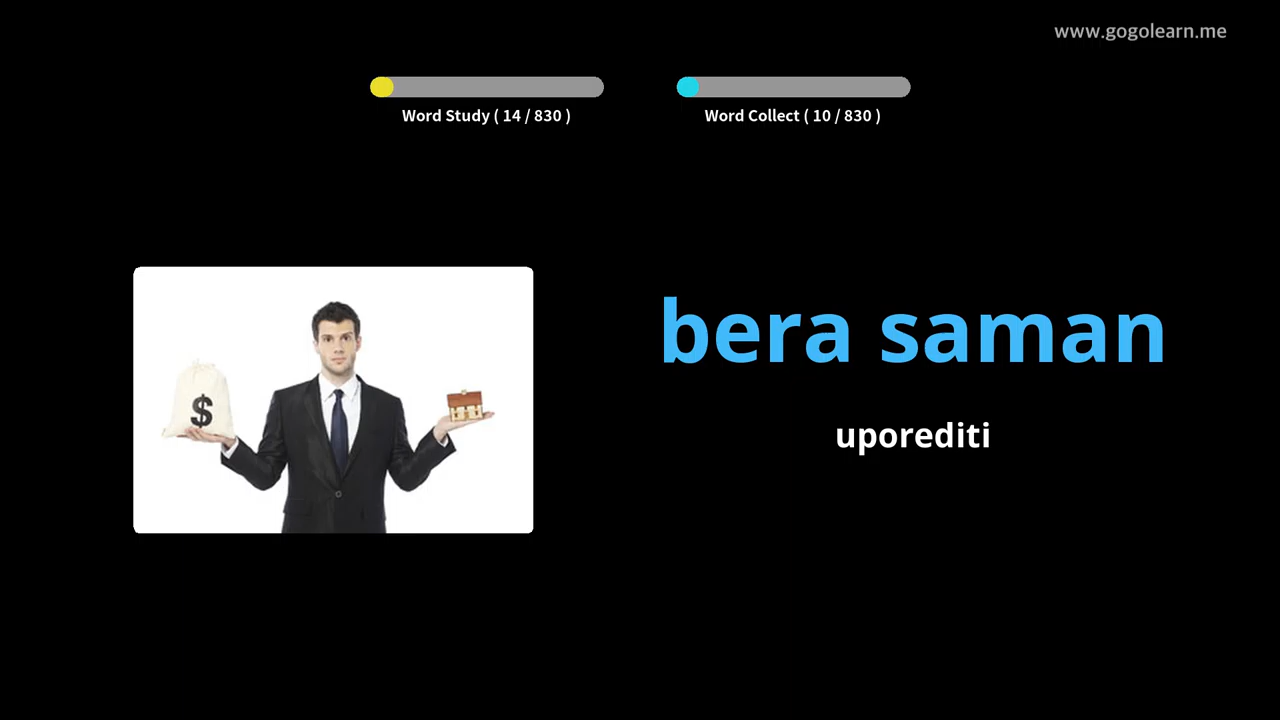 www.gogolearn.me
Word Study ( 14 / 830 )
Word Collect ( 10 / 830 )
$
bera saman
uporediti